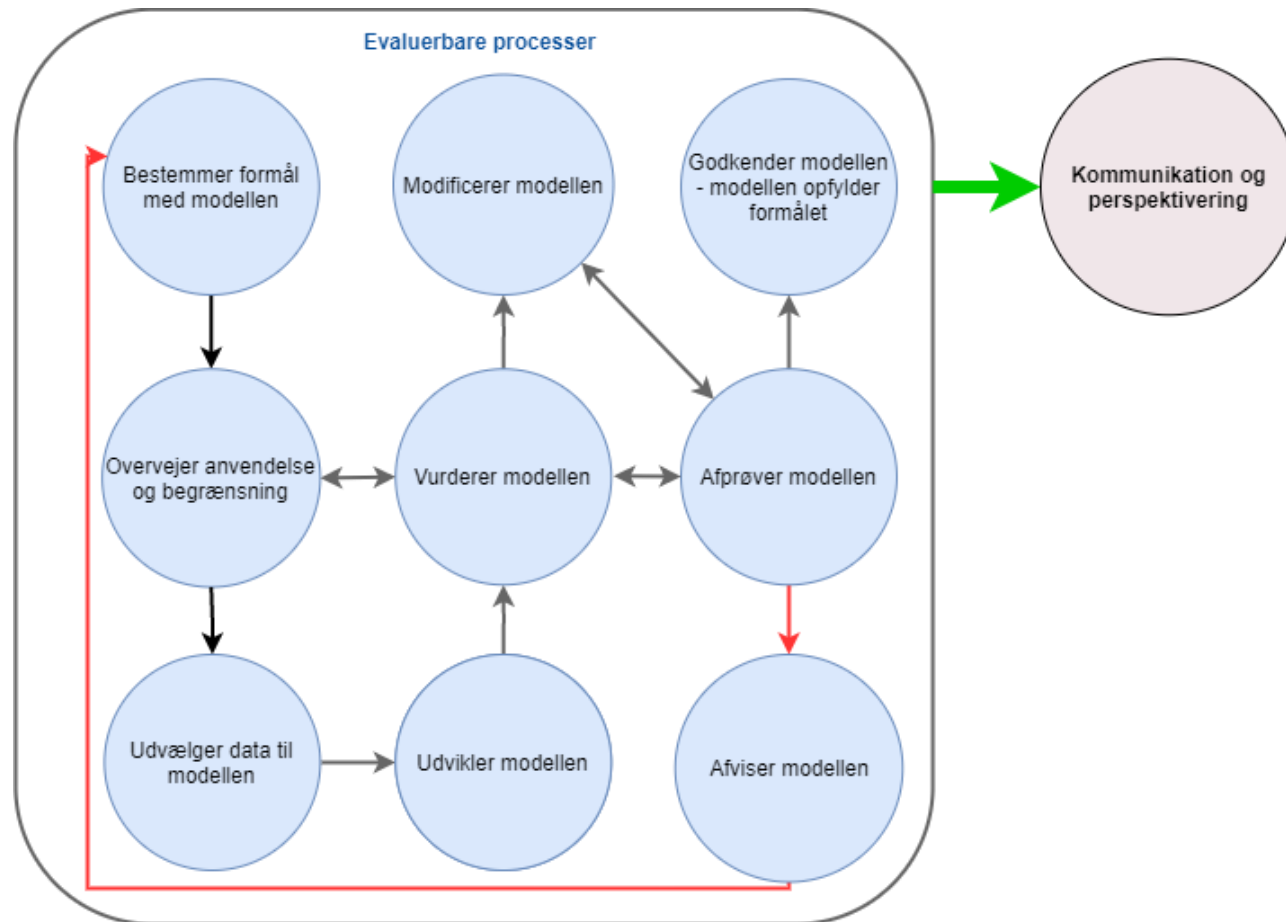 Evaluerbare processer
Bestemmer formål
med modellen
Modificerer modellen
Godkender modellen
- modellen opfylder
formålet
Kommunikation og
perspektivering
Overvejer anvendelse
og begrænsning
Vurderer modellen
Afprøver modellen
Udvælger data til
modellen
Udvikler modellen
Afviser modellen